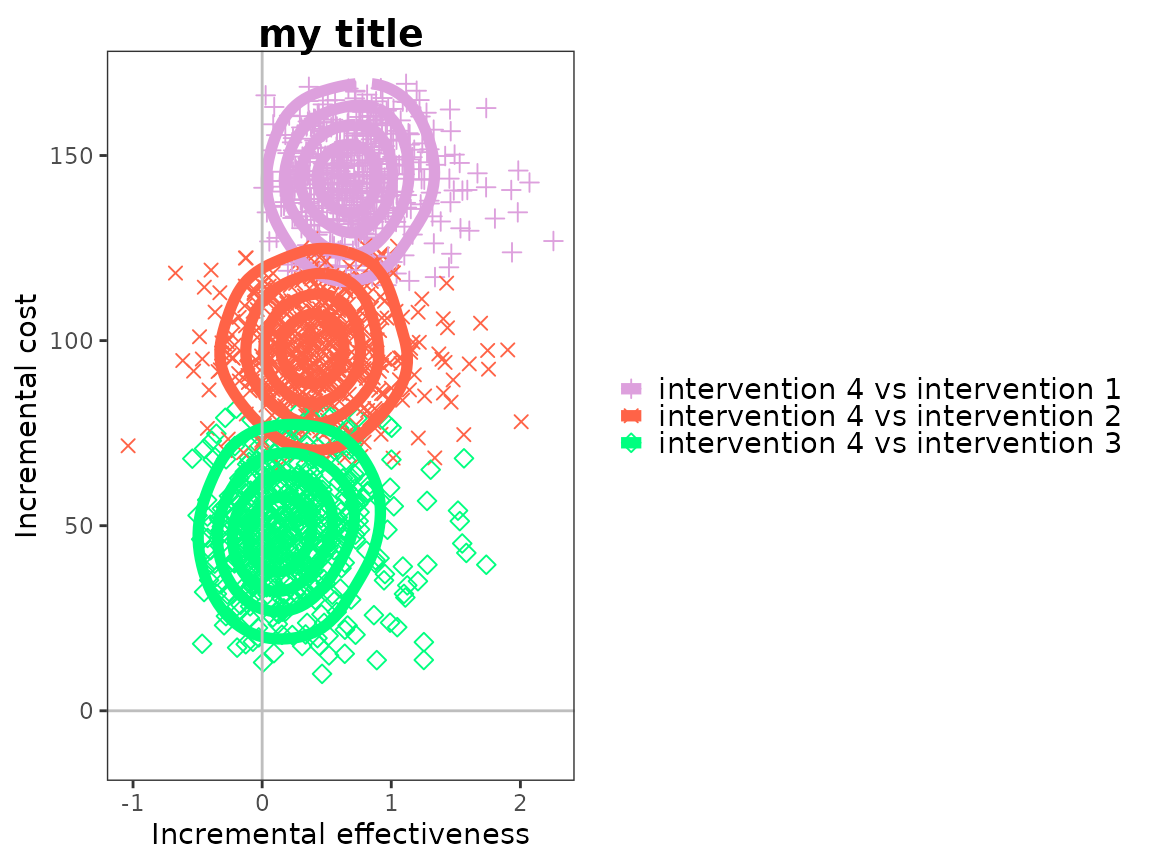 my title
Incremental cost
150
100
50
0
-1 0 1 2
Incremental effectiveness
intervention 4 vs intervention 1
intervention 4 vs intervention 2
intervention 4 vs intervention 3